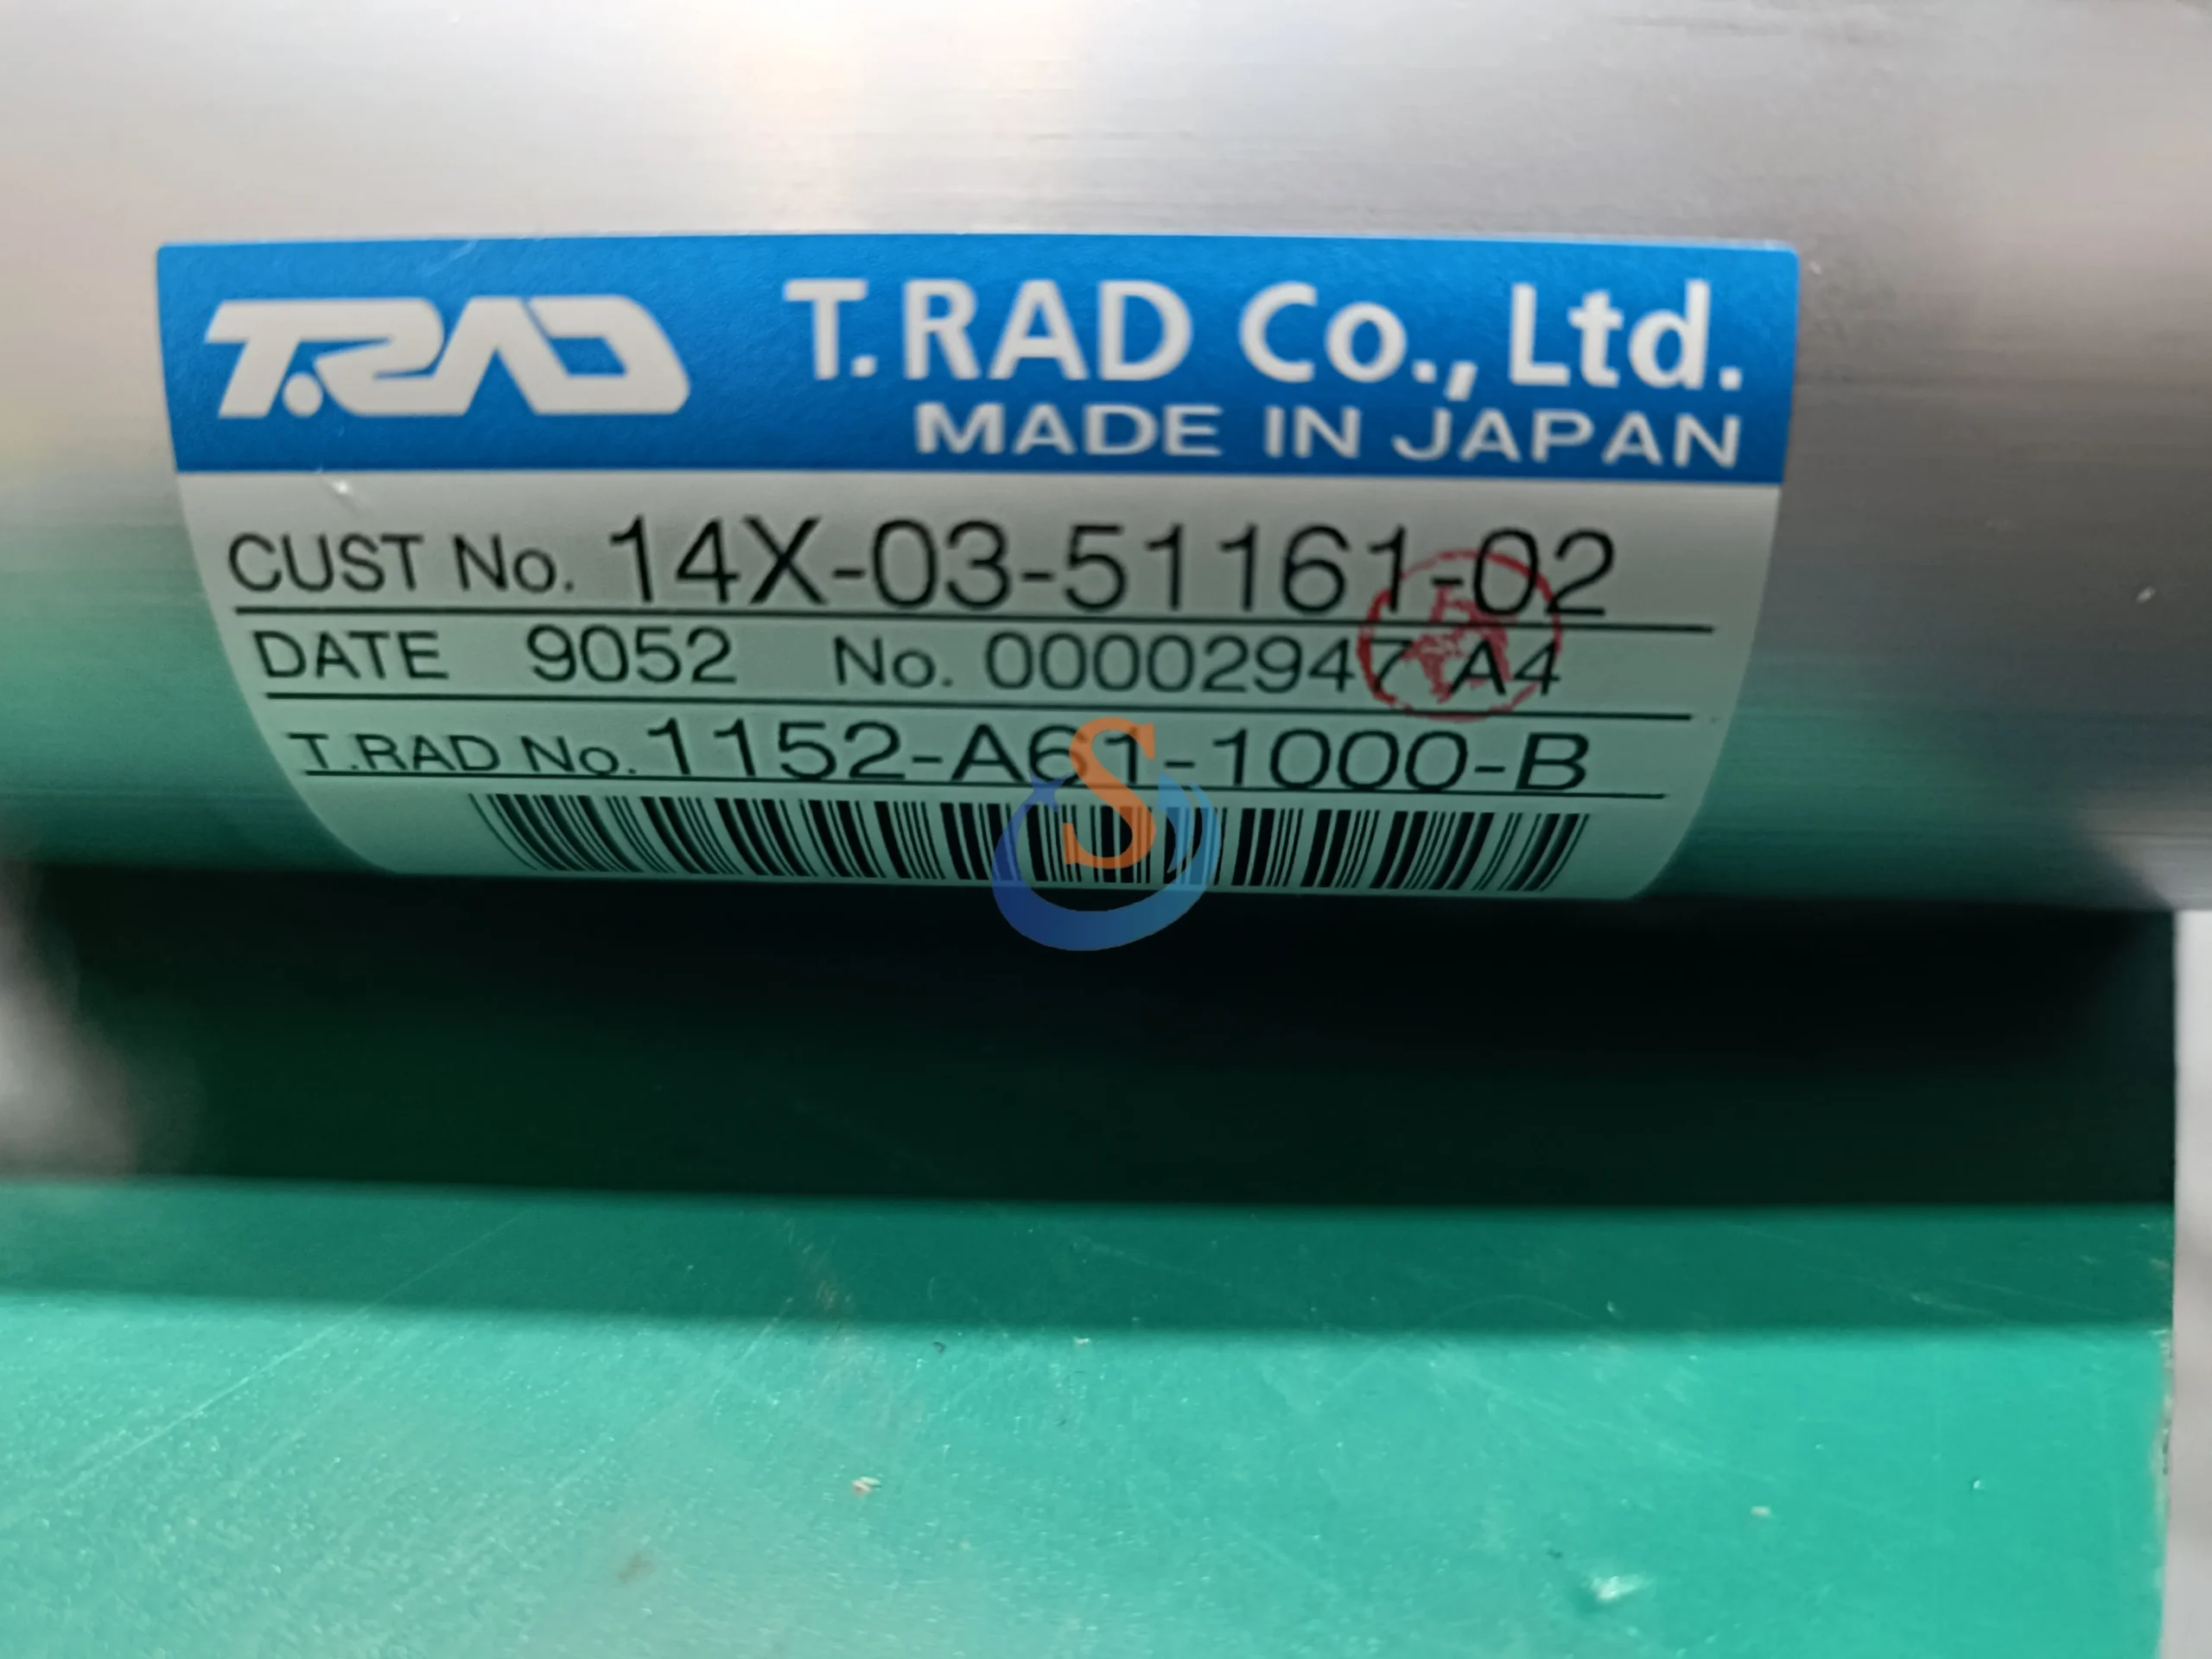 T.RAD T.RAD Co., Ltd.
MADE IN JAPAN
CUST No. 14X-03-51161-02
DATE 9052 No. 00002947 A4
T.RAD No. 1152-A61-1000-B
S